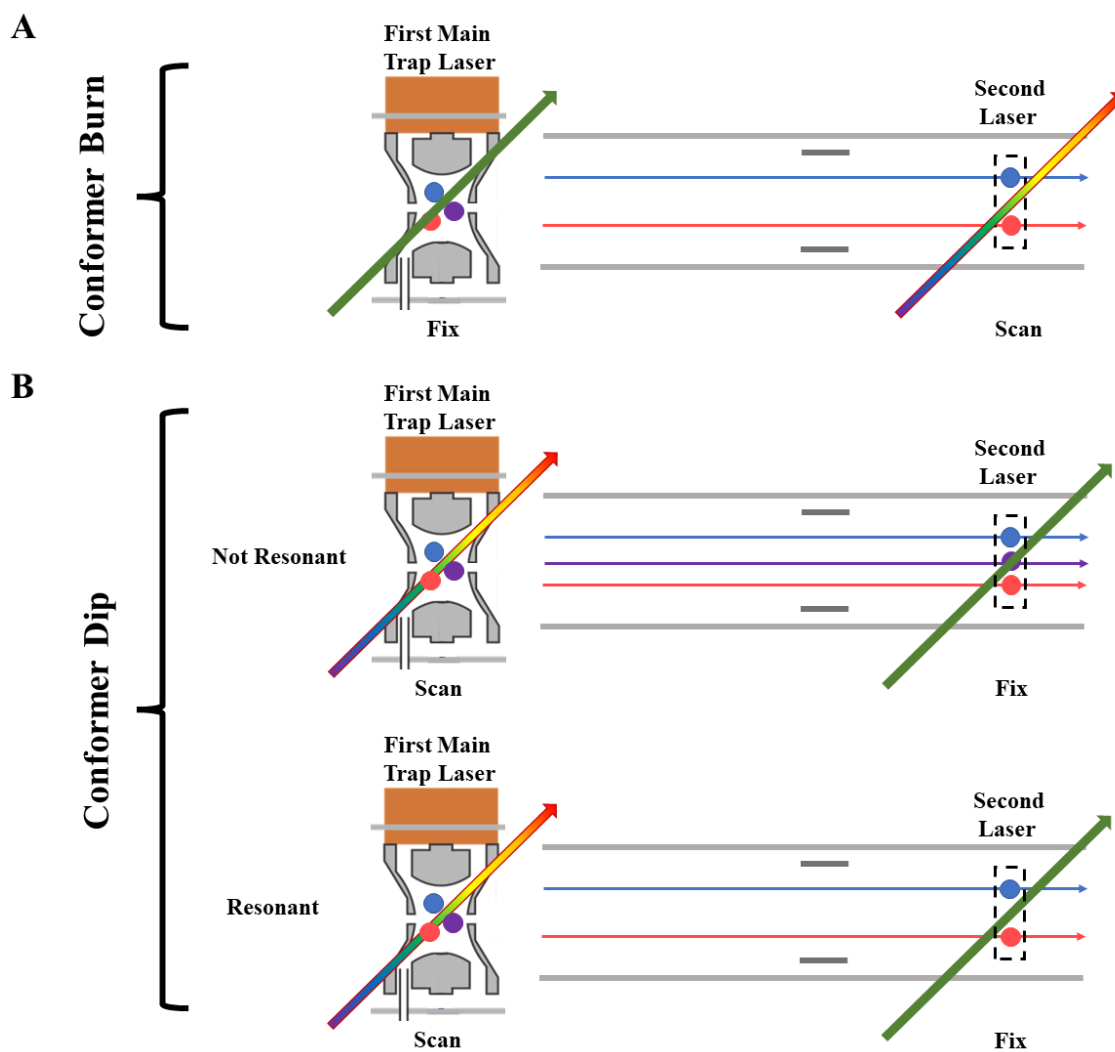 A
Conformer Burn
First Main
Trap Laser
Second
Laser
Fix
Scan
B
Conformer Dip
First Main
Trap Laser
Second
Laser
Not Resonant
Scan
Fix
First Main
Trap Laser
Second
Laser
Resonant
Scan
Fix